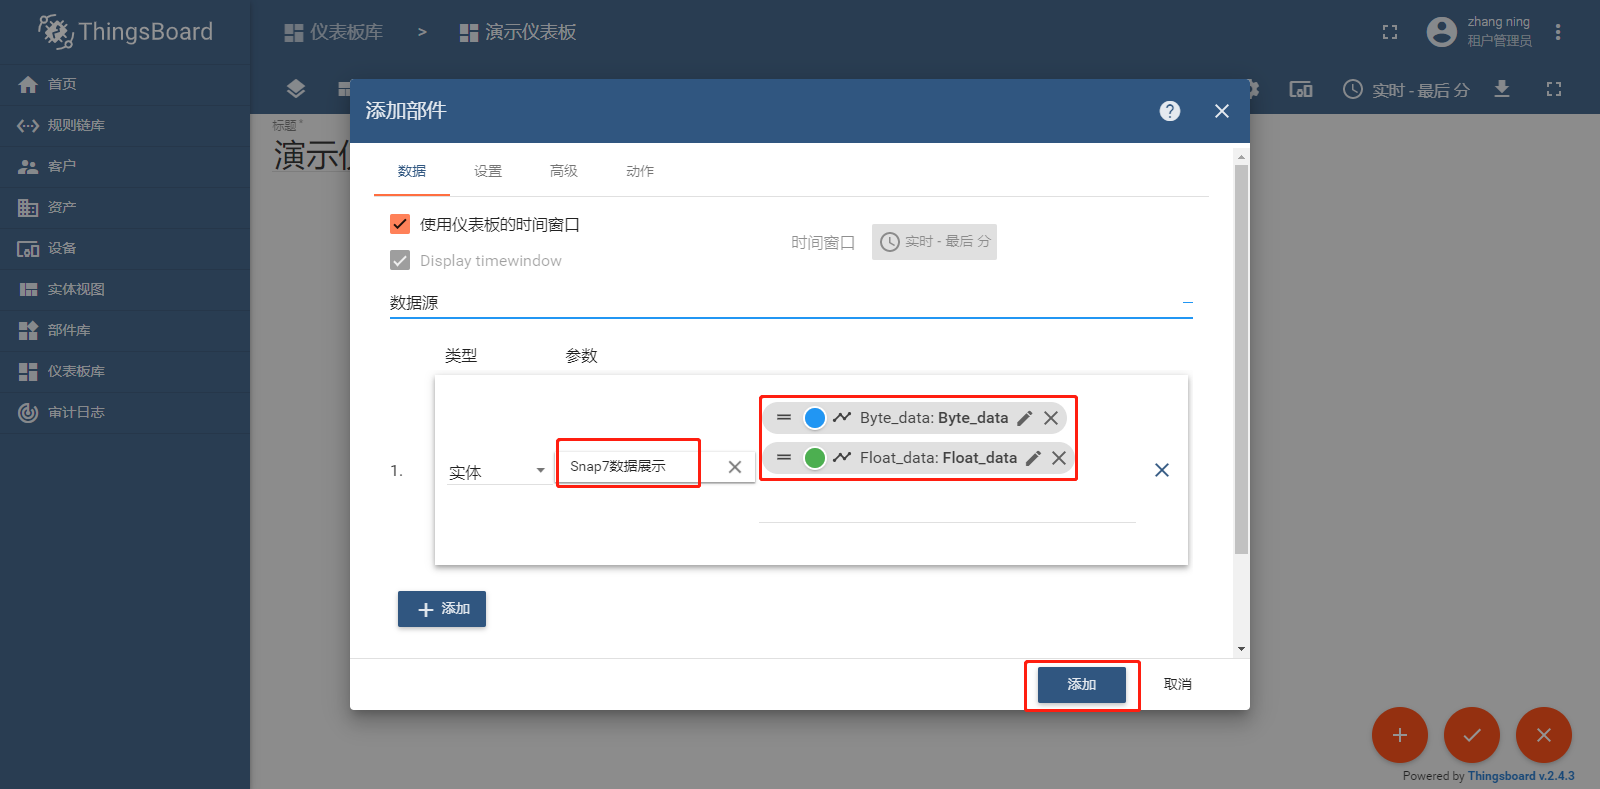 ThingsBoard
仪表板库 > 演示仪表板
zhang ning
租户管理员
首页
规则链库
客户
资产
设备
实体视图
部件库
仪表板库
审计日志
实时 - 最后 分
标题 *
演示仪
添加部件
数据 设置 高级 动作
使用仪表板的时间窗口
Display timewindow
时间窗口 实时 - 最后 分
数据源
类型 参数
1. 实体 Snap7数据展示
Byte_data: Byte_data
Float_data: Float_data
+ 添加
添加 取消
Powered by Thingsboard v.2.4.3